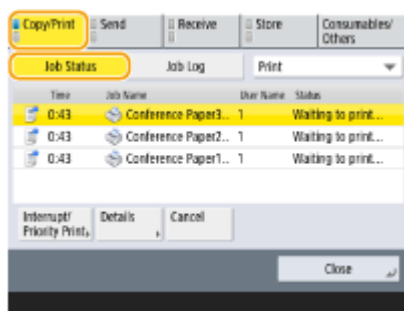 Copy/Print Send Receive Store Consumables/
Others
Job Status Job Log Print
Time Job Name User Name Status
0:43 Conference Paper3... 1 Waiting to print...
0:43 Conference Paper2... 1 Waiting to print...
0:43 Conference Paper1... 1 Waiting to print...
Interrupt/
Priority Print Details Cancel
Close